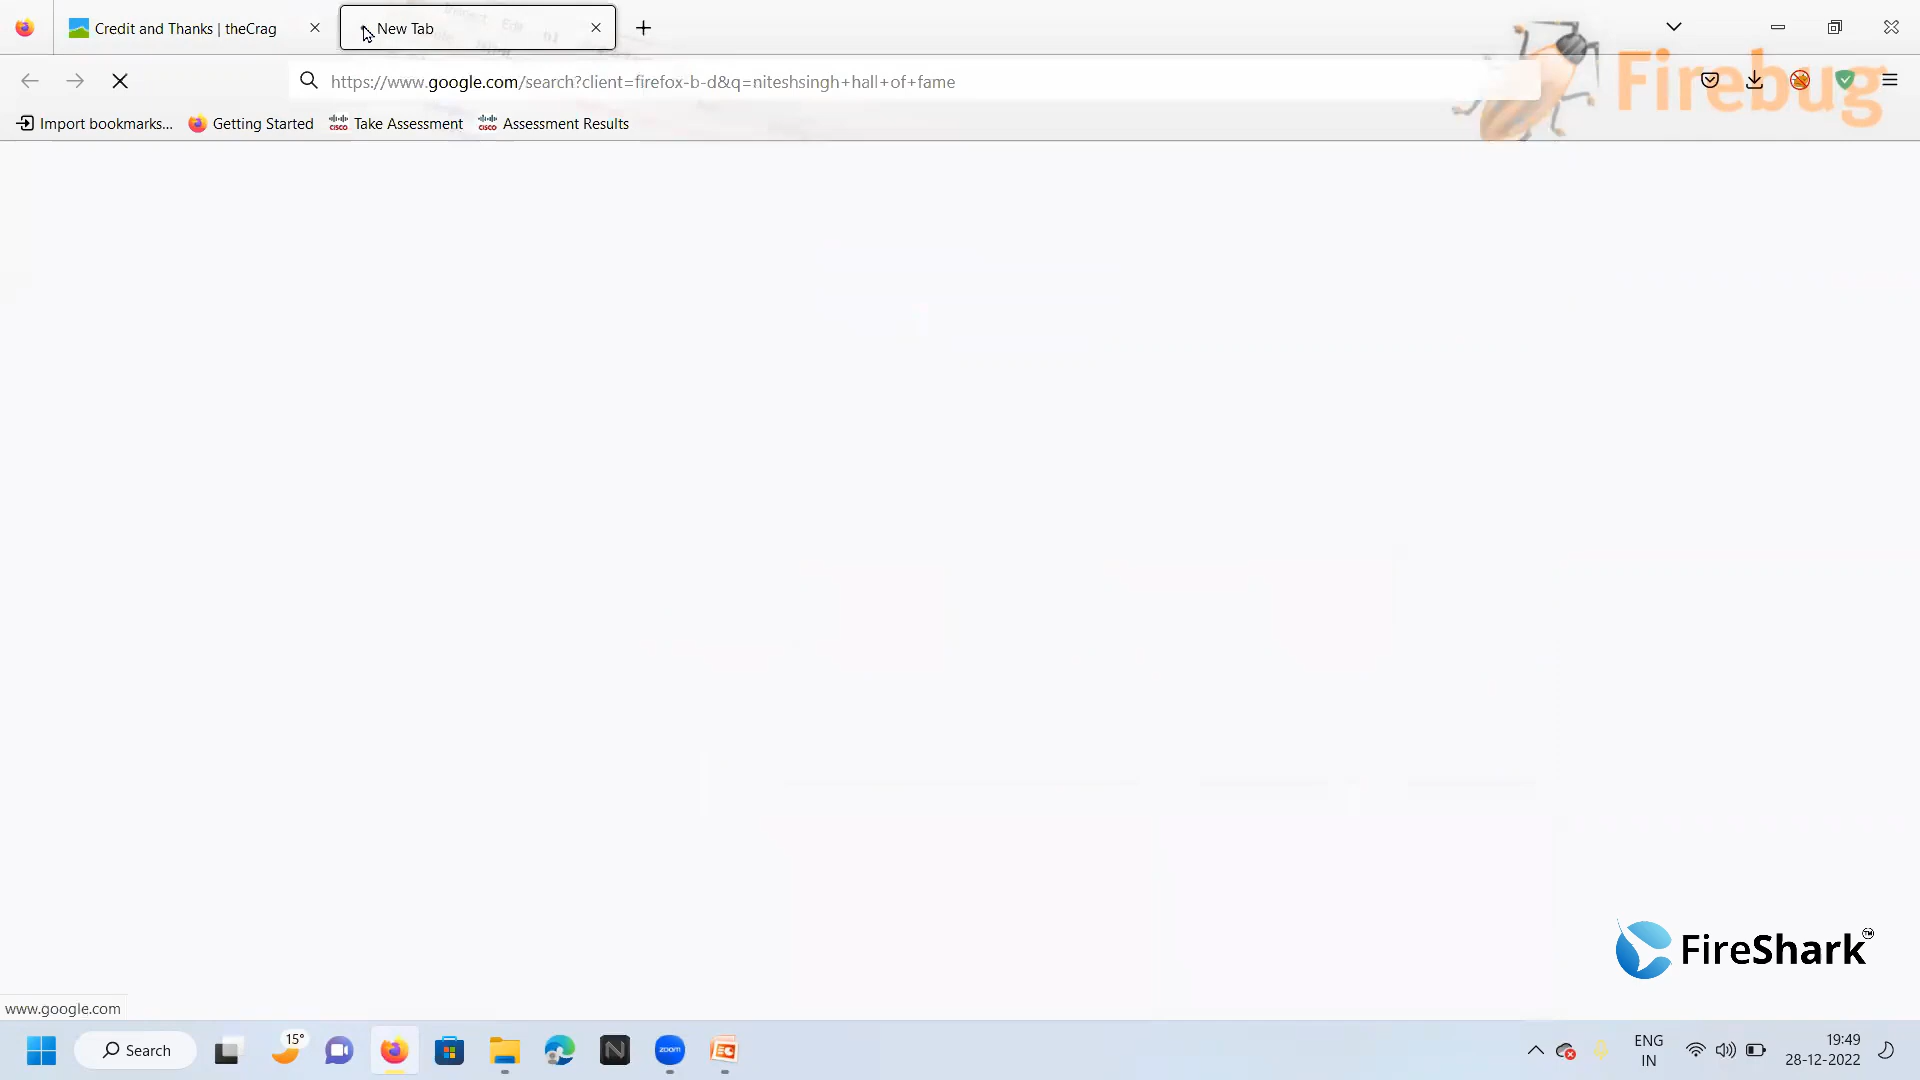 Credit and Thanks | theCrag
New Tab
https://www.google.com/search?client=firefox-b-d&q=niteshsingh+hall+of+fame
Firebug
Import bookmarks...
Getting Started
Take Assessment
Assessment Results
FireShark™
www.google.com
Search
15°
zoom
ENG
IN
19:49
28-12-2022